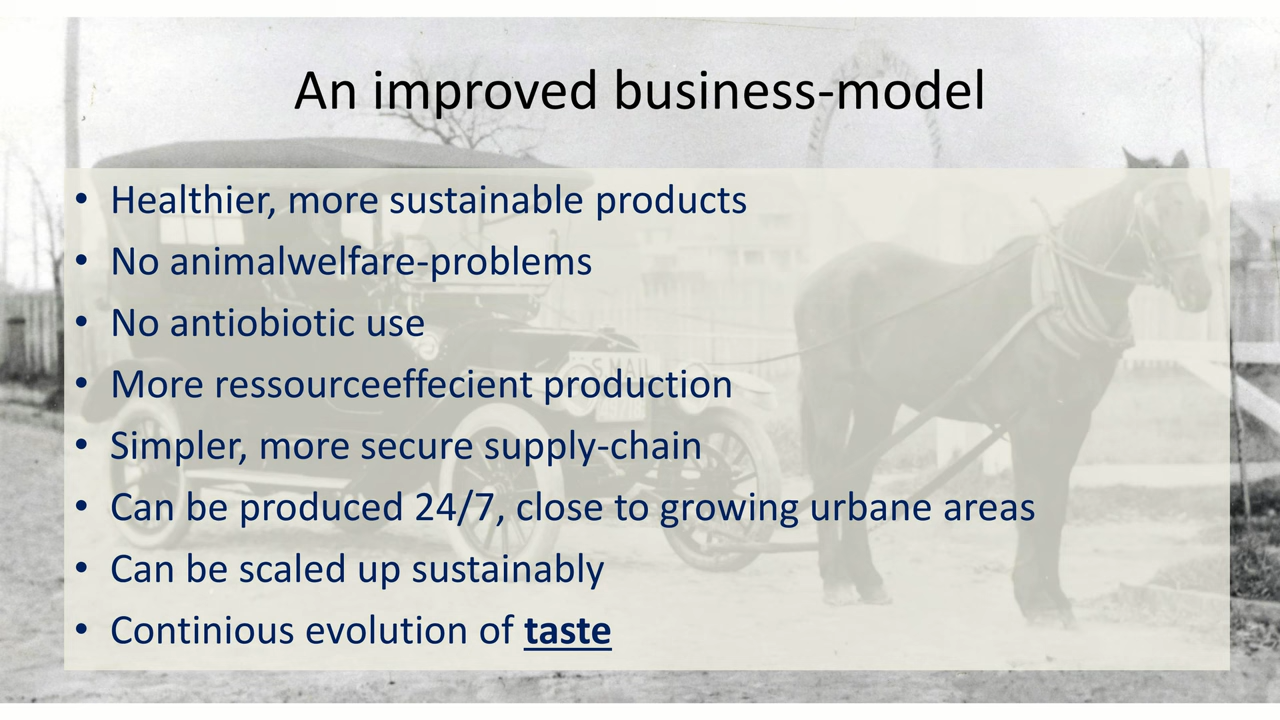 An improved business-model
• Healthier, more sustainable products
• No animalwelfare-problems
• No antiobiotic use
• More ressourceeffecient production
• Simpler, more secure supply-chain
• Can be produced 24/7, close to growing urbane areas
• Can be scaled up sustainably
• Continious evolution of taste